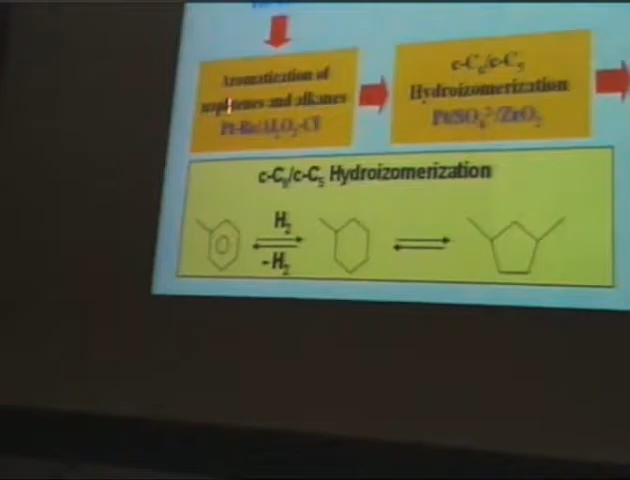 Aromatization of
naphtenes and alkanes
Pt-Re/Al₂O₃-Cl
c-C₆/c-C₅
Hydroizomerization
Pt/SO₄²⁻/ZrO₂
c-C₆/c-C₅ Hydroizomerization
H₂
-H₂